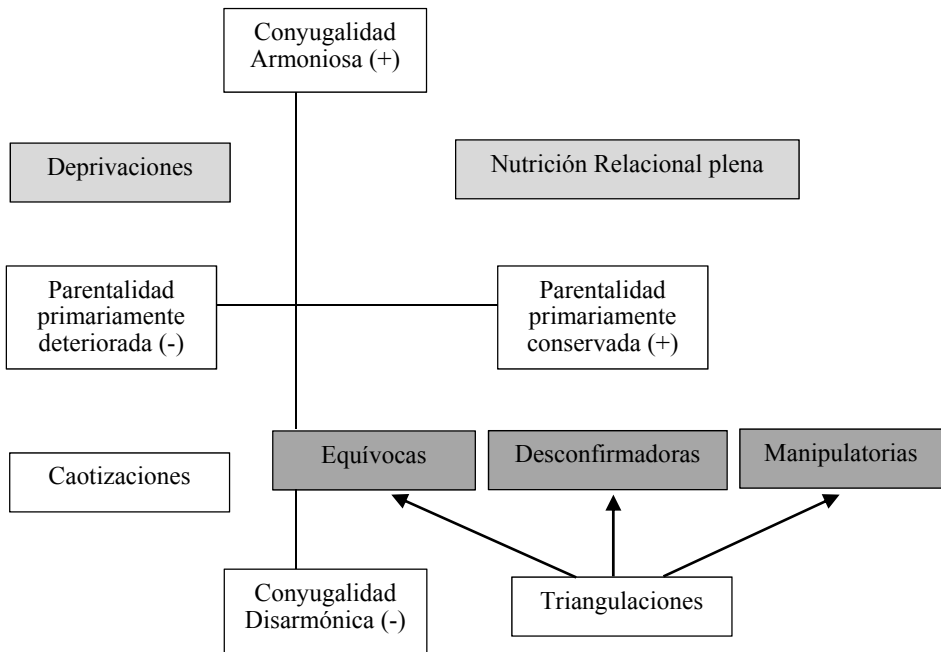 Conyugalidad
Armoniosa (+)
Deprivaciones
Nutrición Relacional plena
Parentalidad
primariamente
deteriorada (-)
Parentalidad
primariamente
conservada (+)
Equívocas
Desconfirmadoras
Manipulatorias
Caotizaciones
Conyugalidad
Disarmónica (-)
Triangulaciones